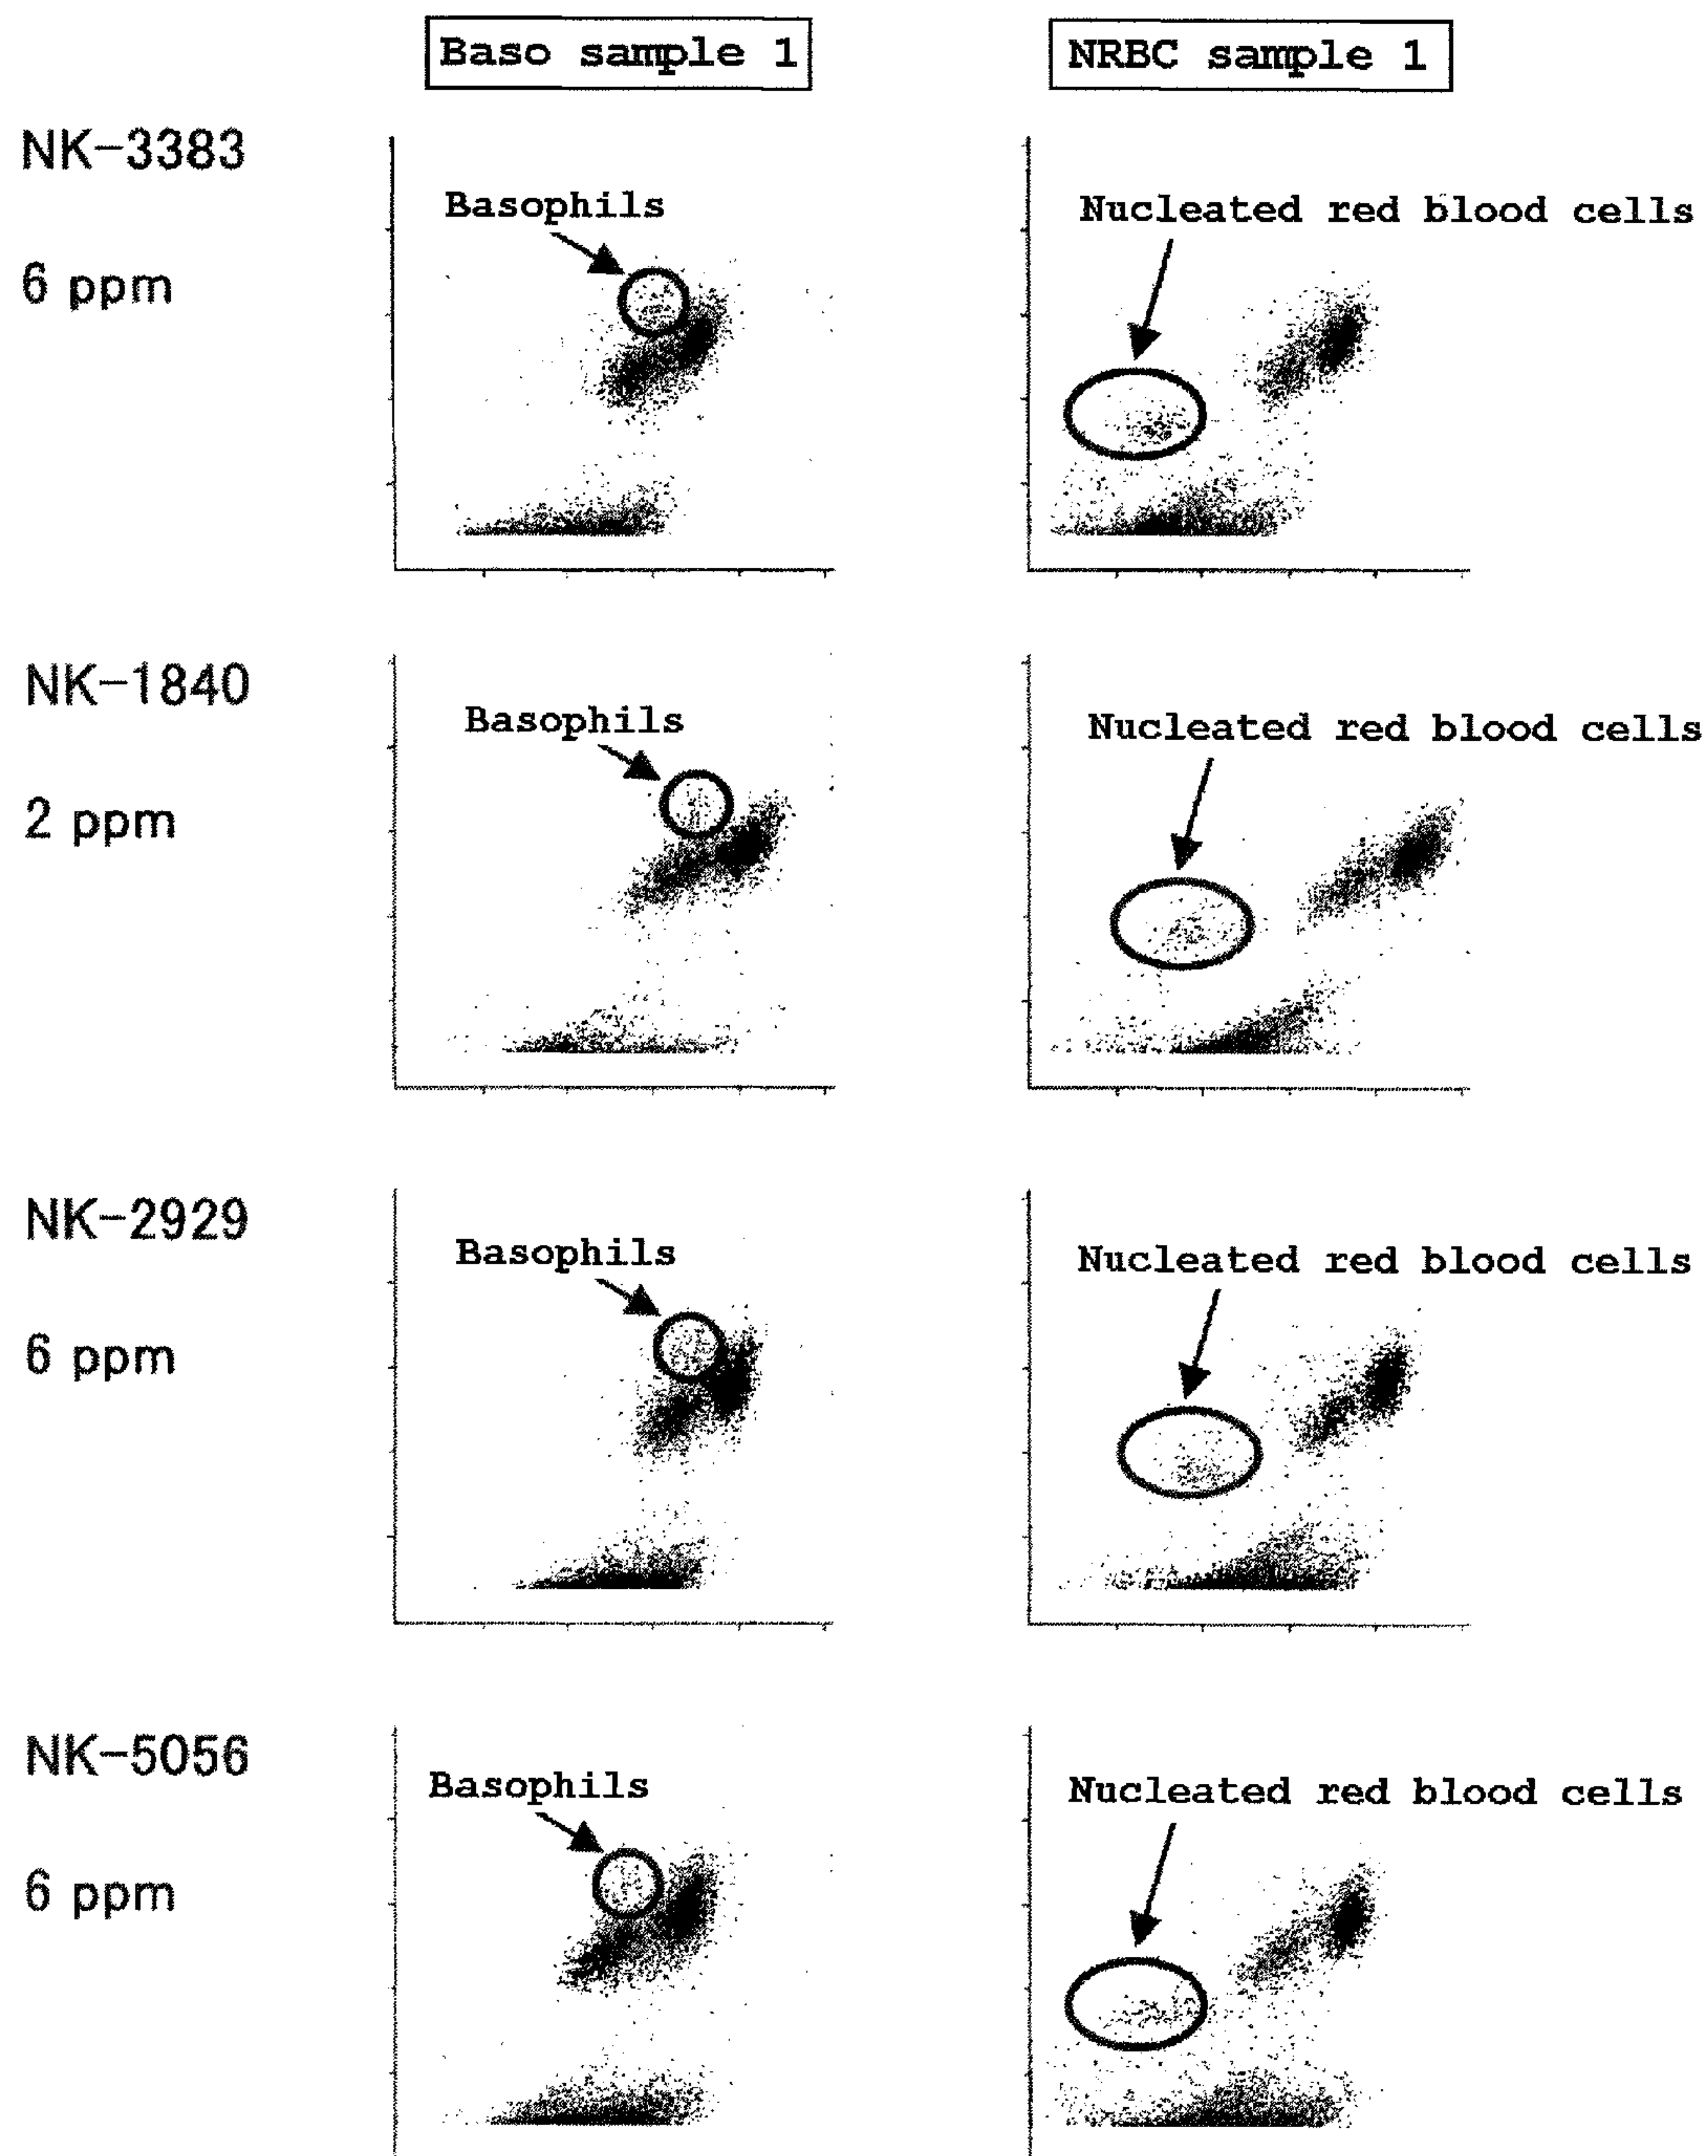 Baso sample 1
NRBC sample 1
NK-3383
6 ppm
Basophils
Nucleated red blood cells
NK-1840
2 ppm
Basophils
Nucleated red blood cells
NK-2929
6 ppm
Basophils
Nucleated red blood cells
NK-5056
6 ppm
Basophils
Nucleated red blood cells